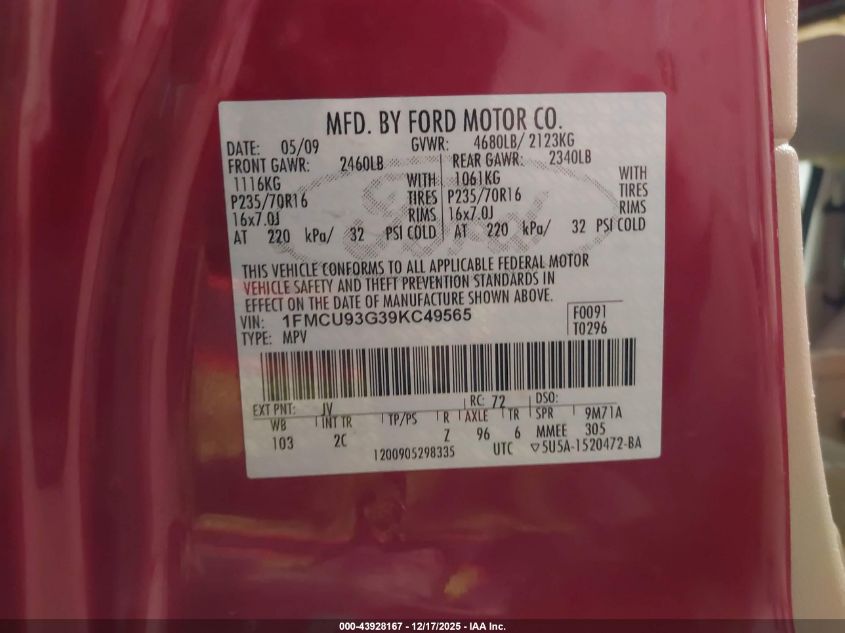 MFD. BY FORD MOTOR CO.
DATE: 05/09 GVWR: 4680LB/ 2123KG
FRONT GAWR: 2460LB REAR GAWR: 2340LB
1116KG WITH 1061KG WITH
P235/70R16 TIRES P235/70R16 TIRES
16x7.0J RIMS 16x7.0J RIMS
AT 220 kPa/ 32 PSI COLD AT 220 kPa/ 32 PSI COLD
THIS VEHICLE CONFORMS TO ALL APPLICABLE FEDERAL MOTOR
VEHICLE SAFETY AND THEFT PREVENTION STANDARDS IN
EFFECT ON THE DATE OF MANUFACTURE SHOWN ABOVE.
VIN: 1FMCU93G39KC49565 F0091
TYPE: MPV T0296
EXT PNT: JV RC: 72 DSO:
WB INT TR TP/PS R AXLE TR SPR 9M71A
103 2C Z 96 6 MMEE 305
1200905298335 UTC ▽5U5A-1520472-BA
Ford
000-43928167 - 12/17/2025 - IAA Inc.